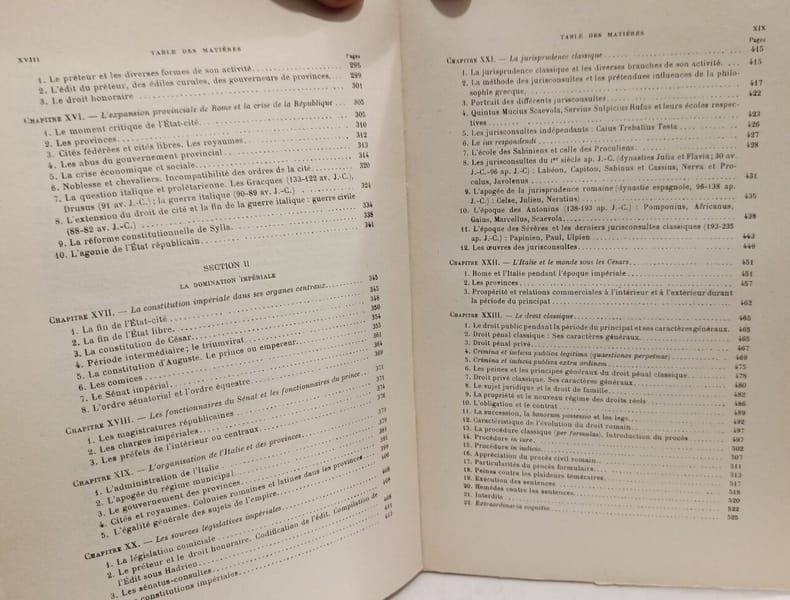 XVIII
TABLE DES MATIÈRES
Pages
1. Le préteur et les diverses formes de son activité 295
2. L'édit du préteur, des édiles curules, des gouverneurs de provinces. 299
3. Le droit honoraire 301
CHAPITRE XVI. — L'expansion provinciale de Rome et la crise de la République 305
1. Le moment critique de l'État-cité 305
2. Les provinces 310
3. Cités fédérées et cités libres. Les royaumes 312
4. Les abus du gouvernement provincial 313
5. La crise économique et sociale 314
6. Noblesse et chevaliers. Incompatibilité des ordres de la cité 320
7. La question italique et prolétarienne. Les Gracques (133-122 av. J.-C.),
Drusus (91 av. J.-C.); la guerre italique (90-89 av. J.-C.) 324
8. L'extension du droit de cité et la fin de la guerre italique : guerre civile
(88-82 av. J.-C.) 334
9. La réforme constitutionnelle de Sylla 338
10. L'agonie de l'État républicain 341
SECTION II
LA DOMINATION IMPÉRIALE
CHAPITRE XVII. — La constitution impériale dans ses organes centraux 345
1. La fin de l'État-cité 345
2. La fin de l'État libre 348
3. La constitution de César 350
4. Période intermédiaire; le triumvirat 354
5. La constitution d'Auguste. Le prince ou empereur 355
6. Les comices 361
7. Le Sénat impérial 364
8. L'ordre sénatorial et l'ordre équestre 369
CHAPITRE XVIII. — Les fonctionnaires du Sénat et les fonctionnaires du prince 371
1. Les magistratures républicaines 371
2. Les charges impériales 374
3. Les préfets de l'intérieur ou centraux 376
CHAPITRE XIX. — L'organisation de l'Italie et des provinces 379
1. L'administration de l'Italie
2. L'apogée du régime municipal
3. Le gouvernement des provinces
4. Cités et royaumes. Colonies romaines et latines dans les provinces
5. L'égalité générale des sujets de l'empire
CHAPITRE XX. — Les sources législatives impériales
1. La législation comiciale
2. Le préteur et le droit honoraire. Codification de l'édit. Compilation de
l'Édit sous Hadrien
3. Les sénatus-consultes
constitutions impériales
TABLE DES MATIÈRES
XIX
Pages
CHAPITRE XXI. — La jurisprudence classique 415
1. La jurisprudence classique et les diverses branches de son activité. 415
2. La méthode des jurisconsultes et les prétendues influences de la philo-
sophie grecque 417
3. Portrait des différents jurisconsultes 422
4. Quintus Mucius Scaevola, Servius Sulpicius Rufus et leurs écoles respec-
tives 423
5. Les jurisconsultes indépendants : Caius Trebatius Testa 426
6. Le ius respondendi 427
7. L'école des Sabiniens et celle des Proculiens 428
8. Les jurisconsultes du 1er siècle ap. J.-C. (dynasties Julia et Flavia; 30 av.
J.-C.-96 ap. J.-C.) : Labéon, Capiton, Sabinus et Cassius, Nerva et Pro-
culus, Javolenus 431
9. L'apogée de la jurisprudence romaine (dynastie espagnole, 96-138 ap.
J.-C.) : Celse, Julien, Neratius) 435
10. L'époque des Antonins (138-193 ap. J.-C.) : Pomponius, Africanus,
Gaius, Marcellus, Scaevola 438
11. L'époque des Sévères et les derniers jurisconsultes classiques (193-235
ap. J.-C.) : Papinien, Paul, Ulpien 443
12. Les œuvres des jurisconsultes 449
CHAPITRE XXII. — L'Italie et le monde sous les Césars 451
1. Rome et l'Italie pendant l'époque impériale 451
2. Les provinces 457
3. Prospérité et relations commerciales à l'intérieur et à l'extérieur durant
la période du principat 462
CHAPITRE XXIII. — Le droit classique 465
1. Le droit public pendant la période du principat et ses caractères généraux. 465
2. Droit pénal classique : Ses caractères généraux. 465
3. Droit pénal privé 467
4. Crimina et iudicia publica legitima (quaestiones perpetuae) 469
5. Crimina et iudicia publica extra ordinem 475
6. Les peines et les principes généraux du droit pénal classique 478
7. Droit privé classique. Ses caractères généraux 480
8. Le sujet juridique et le droit de famille 482
9. La propriété et le nouveau régime des droits réels 486
10. L'obligation et le contrat 489
11. La succession, la bonorum possessio et les legs 492
12. Caractéristique de l'évolution du droit romain 497
13. La procédure classique (per formulas). Introduction du procès 497
14. Procédure in iure 502
15. Procédure in iudicio 507
16. Appréciation du procès civil romain 511
17. Particularités du procès formulaire 513
18. Peines contre les plaideurs téméraires 517
19. Exécution des sentences 518
20. Remèdes contre les sentences 520
21. Interdits 522
22. Extraordinaria cognitio 525